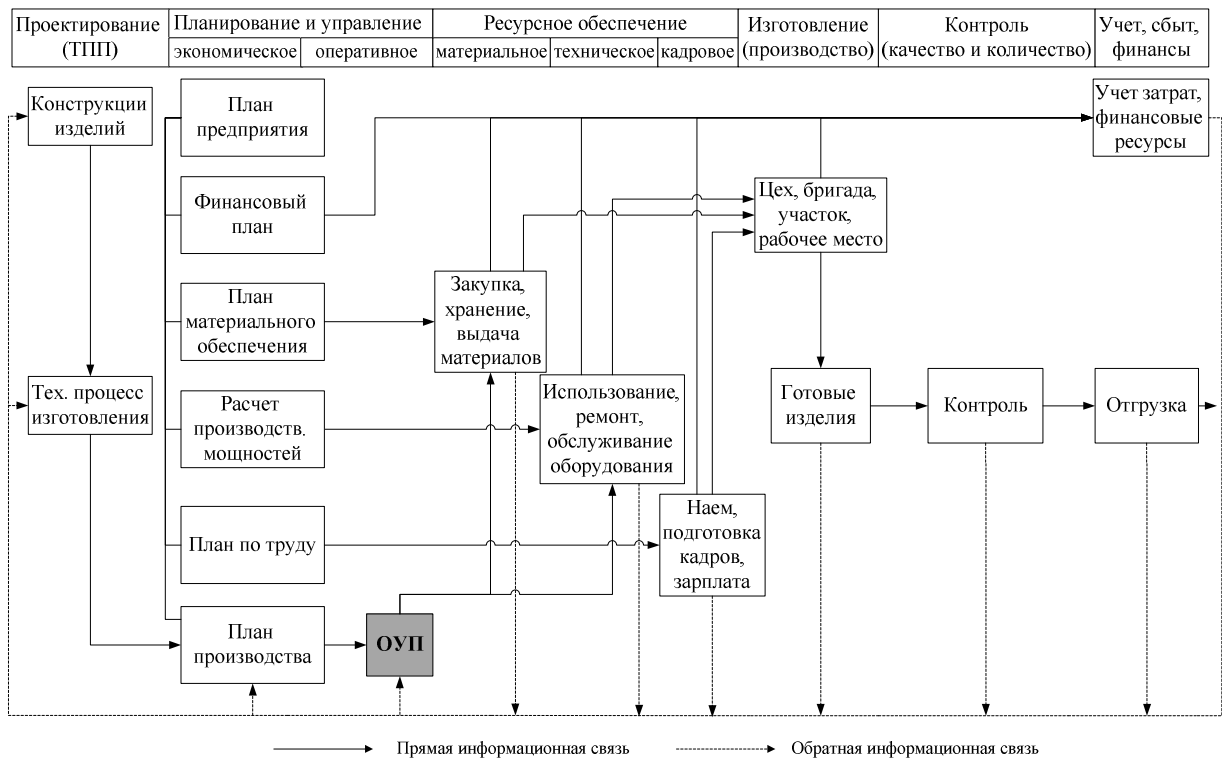 Проектирование
(ТПП)
Планирование и управление
экономическое
оперативное
Ресурсное обеспечение
материальное
техническое
кадровое
Изготовление
(производство)
Контроль
(качество и количество)
Учет, сбыт,
финансы
Конструкции
изделий
План
предприятия
Учет затрат,
финансовые
ресурсы
Финансовый
план
Цех, бригада,
участок,
рабочее место
План
материального
обеспечения
Закупка,
хранение,
выдача
материалов
Тех. процесс
изготовления
Расчет
производств.
мощностей
Использование,
ремонт,
обслуживание
оборудования
Готовые
изделия
Контроль
Отгрузка
План по труду
Наем,
подготовка
кадров,
зарплата
План
производства
ОУП
Прямая информационная связь
Обратная информационная связь